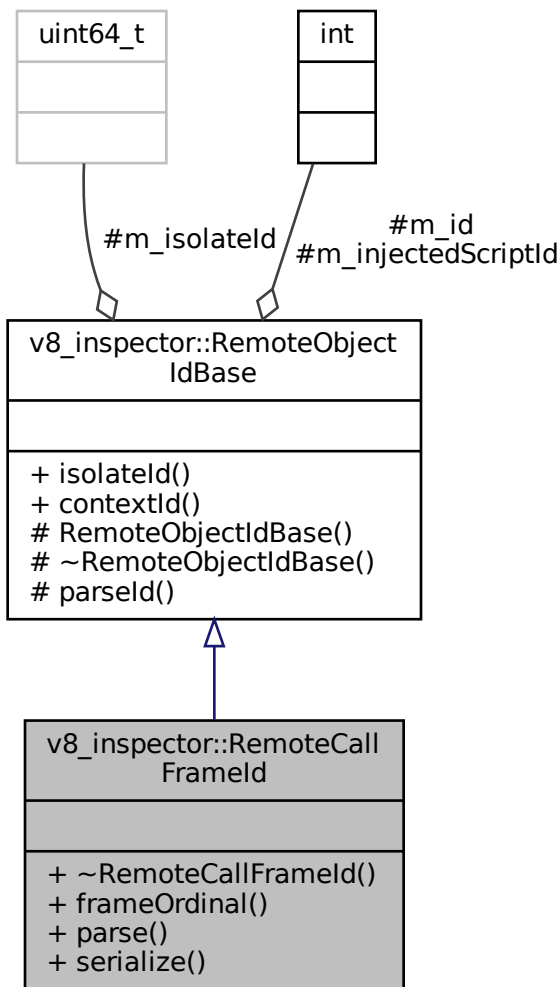 uint64_t
int
#m_isolateId
#m_id
#m_injectedScriptId
v8_inspector::RemoteObject
IdBase
+ isolateId()
+ contextId()
# RemoteObjectIdBase()
# ~RemoteObjectIdBase()
# parseId()
v8_inspector::RemoteCall
FrameId
+ ~RemoteCallFrameId()
+ frameOrdinal()
+ parse()
+ serialize()